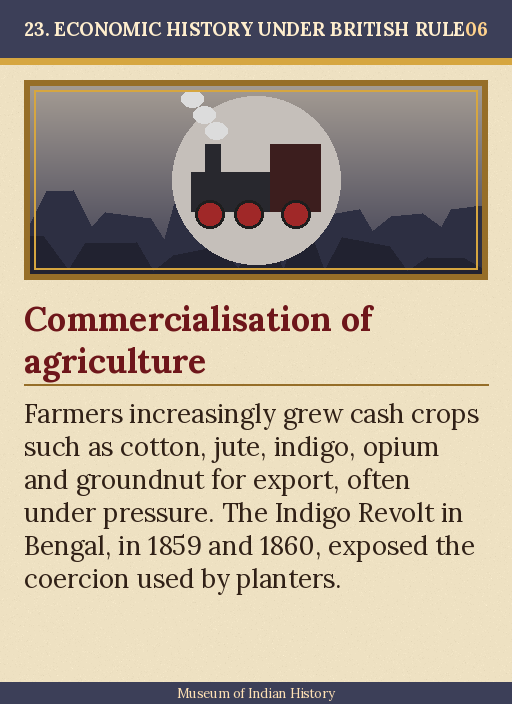 23. ECONOMIC HISTORY UNDER BRITISH RULE06
Commercialisation of
agriculture
Farmers increasingly grew cash crops
such as cotton, jute, indigo, opium
and groundnut for export, often
under pressure. The Indigo Revolt in
Bengal, in 1859 and 1860, exposed the
coercion used by planters.
Museum of Indian History